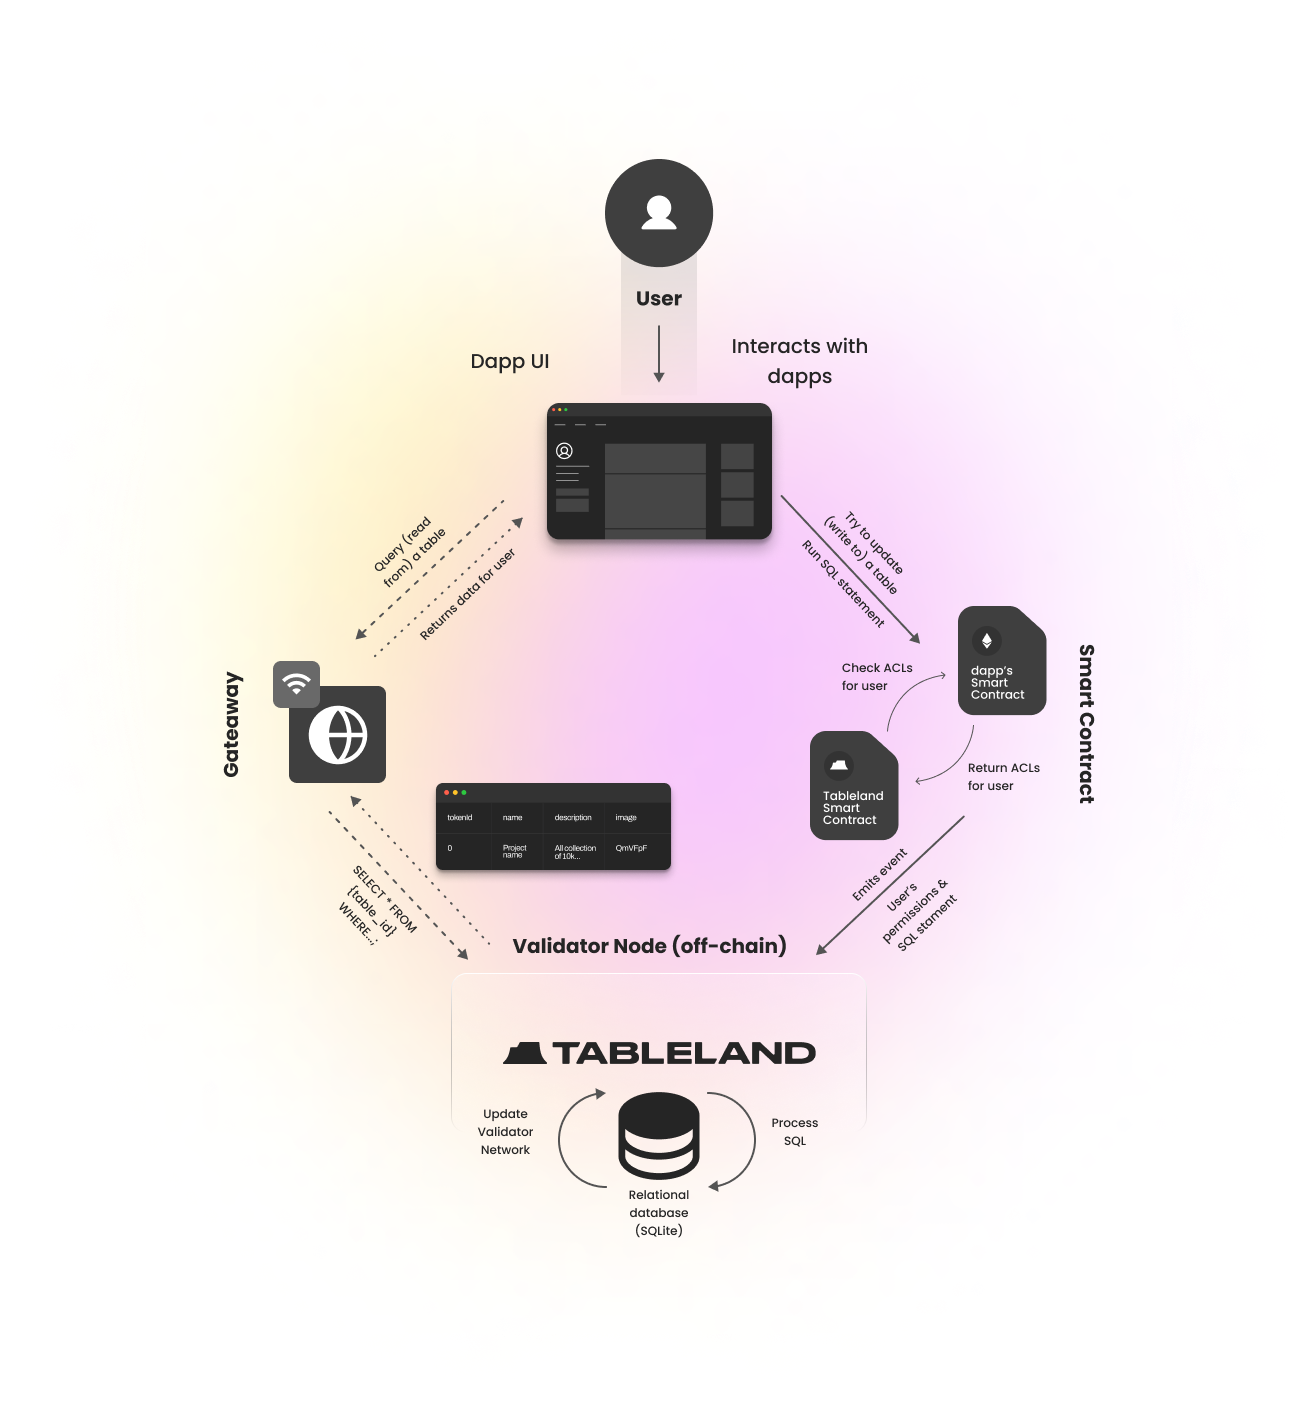 User
Dapp UI
Interacts with
dapps
Query (read
from) a table
Returns data for user
Try to update
(write to) a table
Run SQL statement
Gateaway
Check ACLs
for user
dapp's
Smart
Contract
Smart Contract
Tableland
Smart
Contract
Return ACLs
for user
tokenId name description image
0 Project name All collection of 10k... QmVFpF
SELECT * FROM
{table_id}
WHERE...;
Emits event
User's
permissions &
SQL stament
Validator Node (off-chain)
TABLELAND
Update
Validator
Network
Process
SQL
Relational
database
(SQLite)